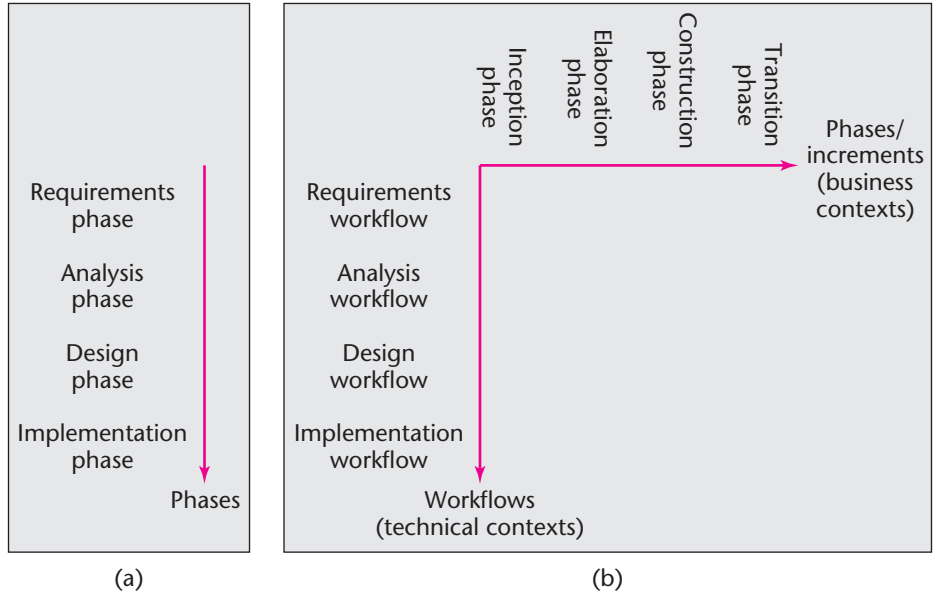 Requirements
phase
Analysis
phase
Design
phase
Implementation
phase
Phases
(a)
Inception
phase
Elaboration
phase
Construction
phase
Transition
phase
Phases/
increments
(business
contexts)
Requirements
workflow
Analysis
workflow
Design
workflow
Implementation
workflow
Workflows
(technical contexts)
(b)